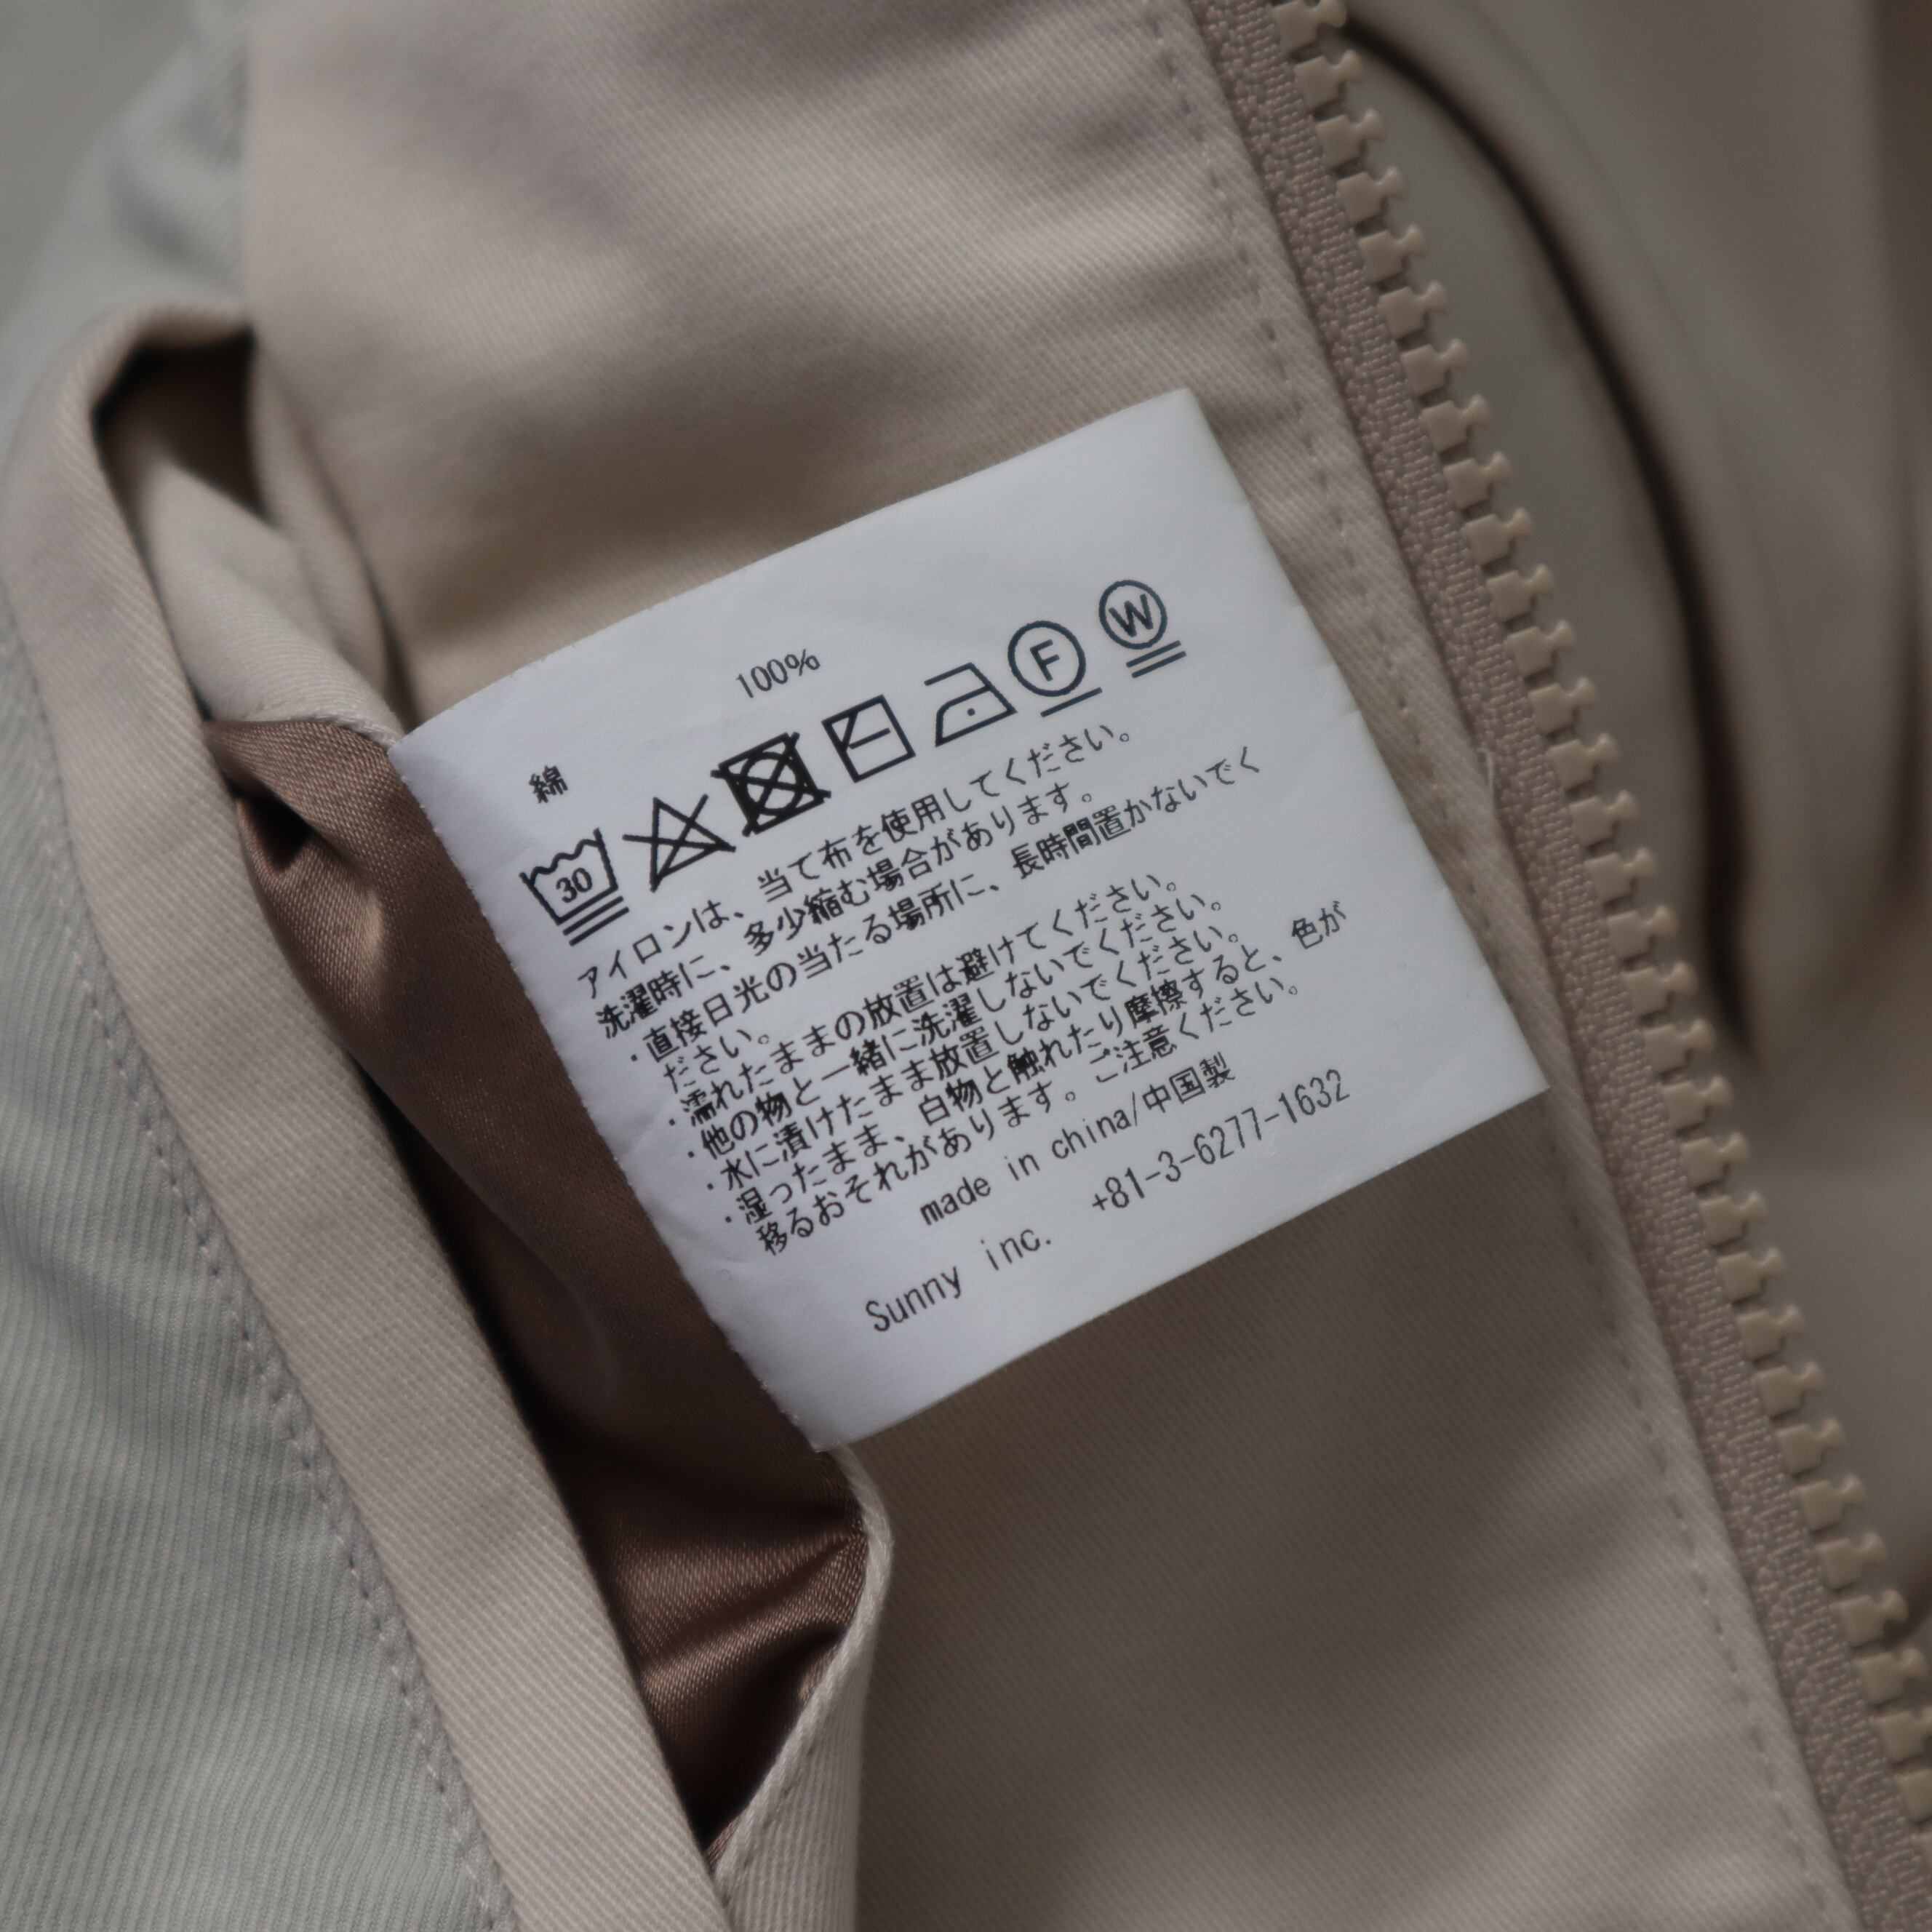 綿 100%
30
F
W
アイロンは、当て布を使用してください。
洗濯時に、多少縮む場合があります。
・直接日光の当たる場所に、長時間置かないでく
ださい。
・濡れたままの放置は避けてください。
・他の物と一緒に洗濯しないでください。
・水に漬けたまま放置しないでください。
・湿ったまま、白物と触れたり摩擦すると、色が
移るおそれがあります。ご注意ください。
made in china/中国製
Sunny inc. +81-3-6277-1632